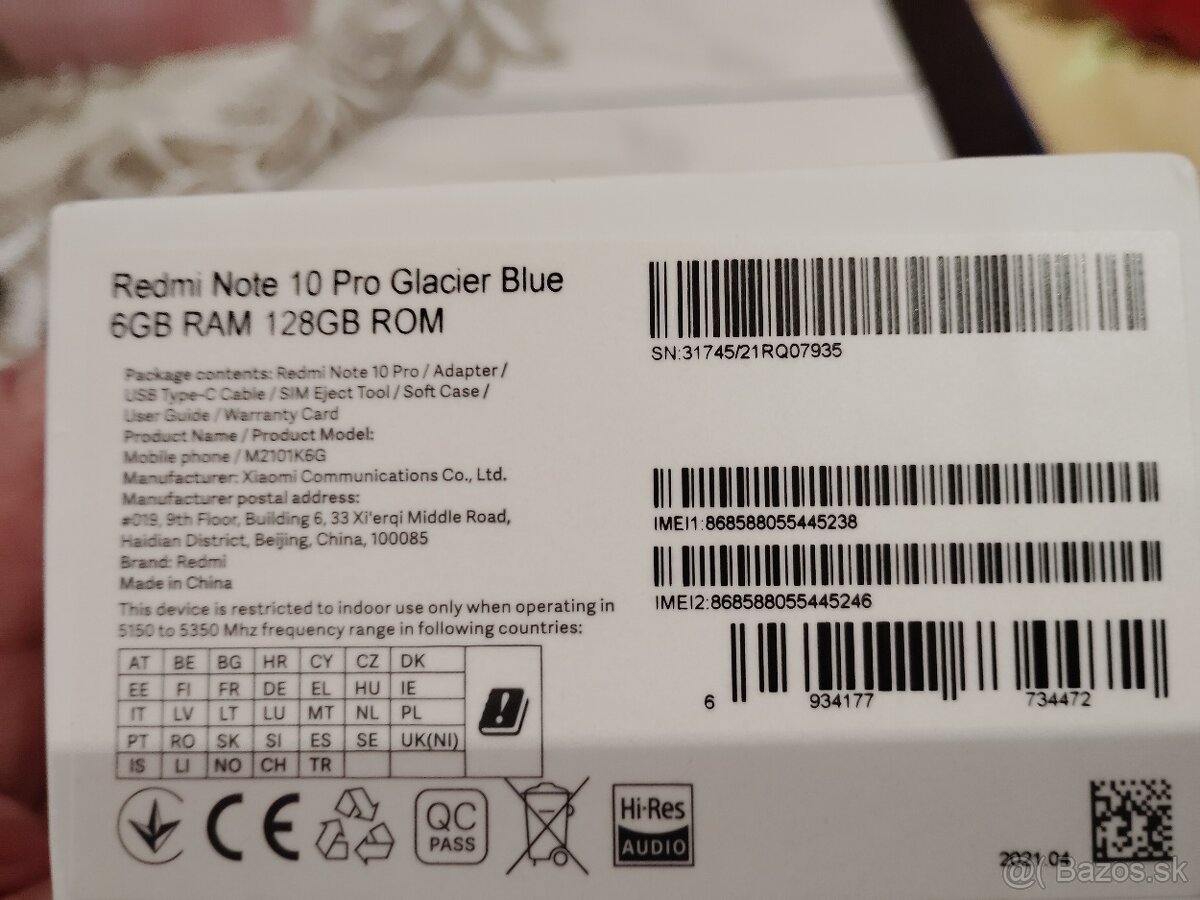 Redmi Note 10 Pro Glacier Blue
6GB RAM 128GB ROM
Package contents: Redmi Note 10 Pro / Adapter /
USB Type-C Cable / SIM Eject Tool / Soft Case /
User Guide / Warranty Card
Product Name / Product Model:
Mobile phone / M2101K6G
Manufacturer: Xiaomi Communications Co., Ltd.
Manufacturer postal address:
#019, 9th Floor, Building 6, 33 Xi'erqi Middle Road,
Haidian District, Beijing, China, 100085
Brand: Redmi
Made in China
This device is restricted to indoor use only when operating in
5150 to 5350 Mhz frequency range in following countries:
AT BE BG HR CY CZ DK
EE FI FR DE EL HU IE
IT LV LT LU MT NL PL
PT RO SK SI ES SE UK(NI)
IS LI NO CH TR
CE
QC
PASS
Hi-Res
AUDIO
SN:31745/21RQ07935
IMEI1:868588055445238
IMEI2:868588055445246
6 934177 734472
2021.04
@( Bazos.sk